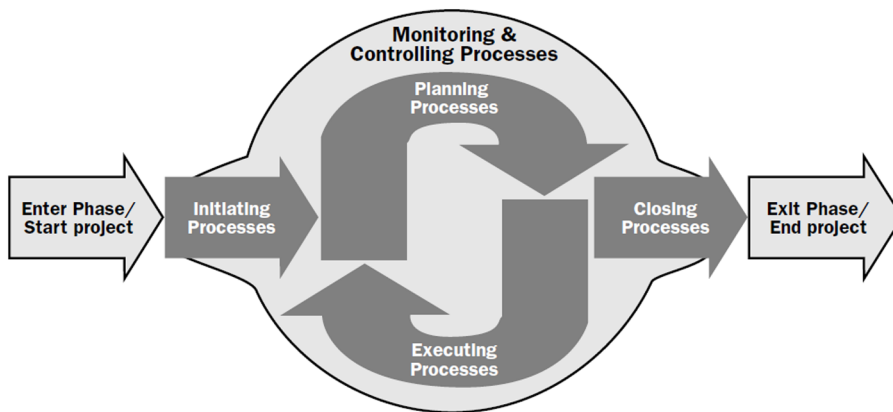 Monitoring &
Controlling Processes
Planning
Processes
Enter Phase/
Start project
Initiating
Processes
Closing
Processes
Exit Phase/
End project
Executing
Processes